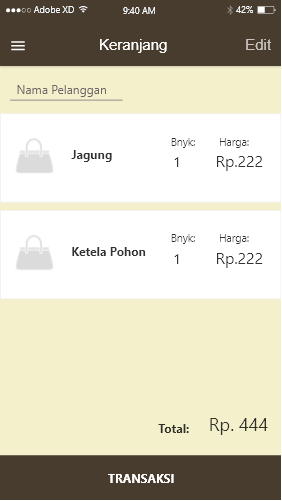 Adobe XD 9:40 AM 42%
Keranjang Edit
Nama Pelanggan
Bnyk: Harga:
Jagung 1 Rp.222
Bnyk: Harga:
Ketela Pohon 1 Rp.222
Total: Rp. 444
TRANSAKSI